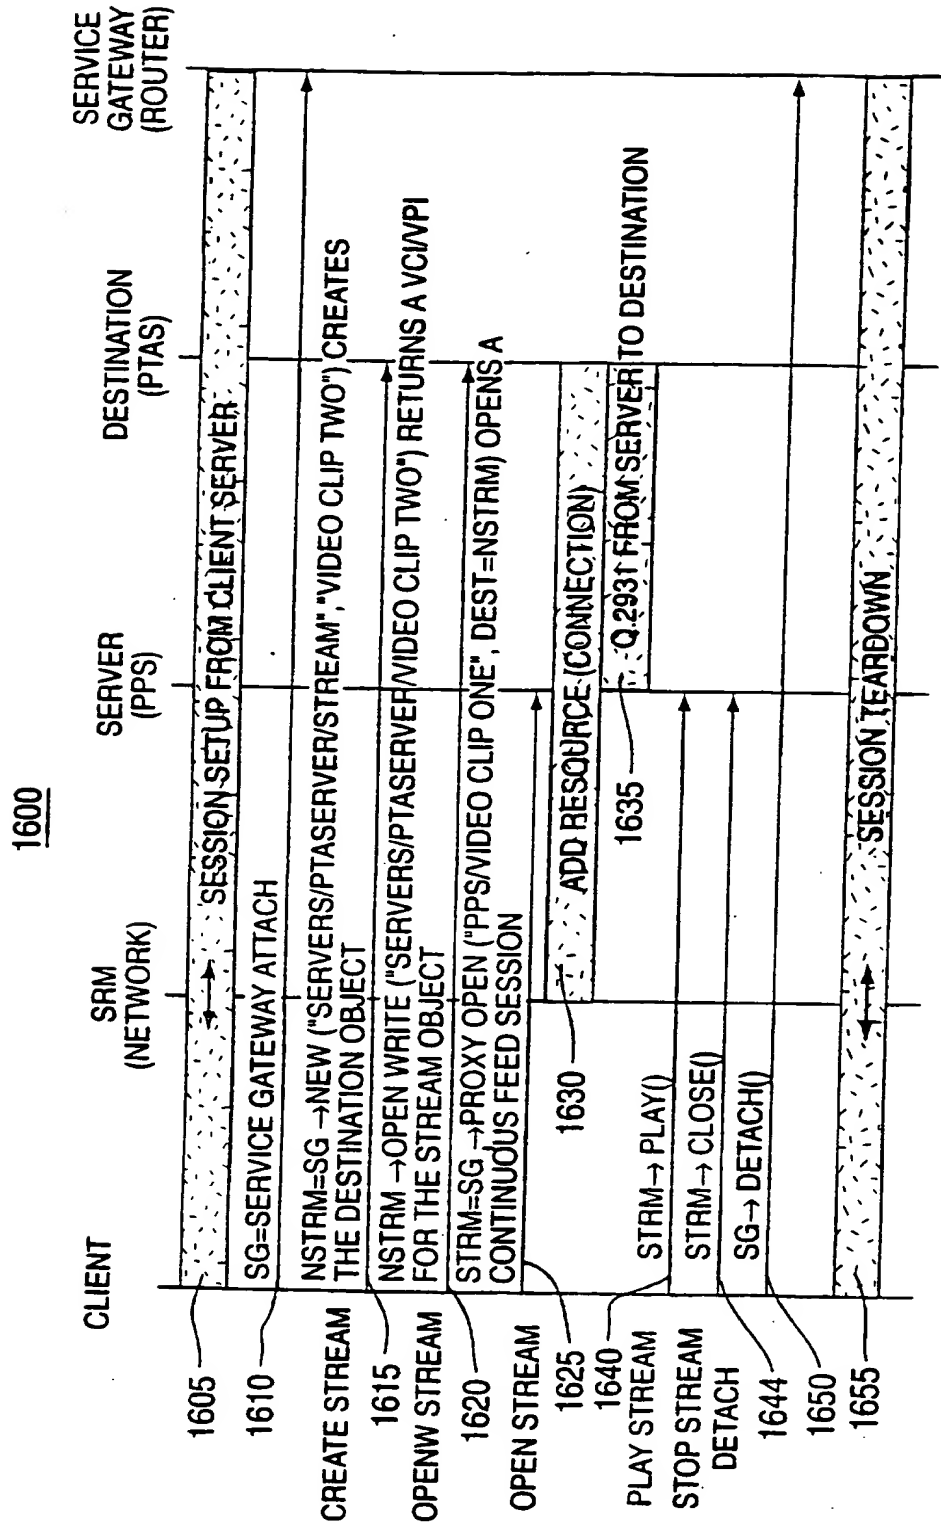 1600
CLIENT
SRM
(NETWORK)
SERVER
(PPS)
DESTINATION
(PTAS)
SERVICE
GATEWAY
(ROUTER)
1605
SESSION SETUP FROM CLIENT SERVER
1610
SG=SERVICE GATEWAY ATTACH
CREATE STREAM
NSTRM=SG →NEW ("SERVERS/PTASERVER/STREAM","VIDEO CLIP TWO") CREATES
THE DESTINATION OBJECT
1615
OPENW STREAM
NSTRM →OPEN WRITE ("SERVERS/PTASERVER/VIDEO CLIP TWO") RETURNS A VCI/VPI
FOR THE STREAM OBJECT
1620
OPEN STREAM
STRM=SG →PROXY OPEN ("PPS/VIDEO CLIP ONE", DEST=NSTRM) OPENS A
CONTINUOUS FEED SESSION
1625
1630
ADD RESOURCE (CONNECTION)
1635
Q.2931 FROM SERVER TO DESTINATION
1640
PLAY STREAM
STRM→ PLAY()
STOP STREAM
STRM→ CLOSE()
DETACH
SG→ DETACH()
1644
1650
1655
SESSION TEARDOWN